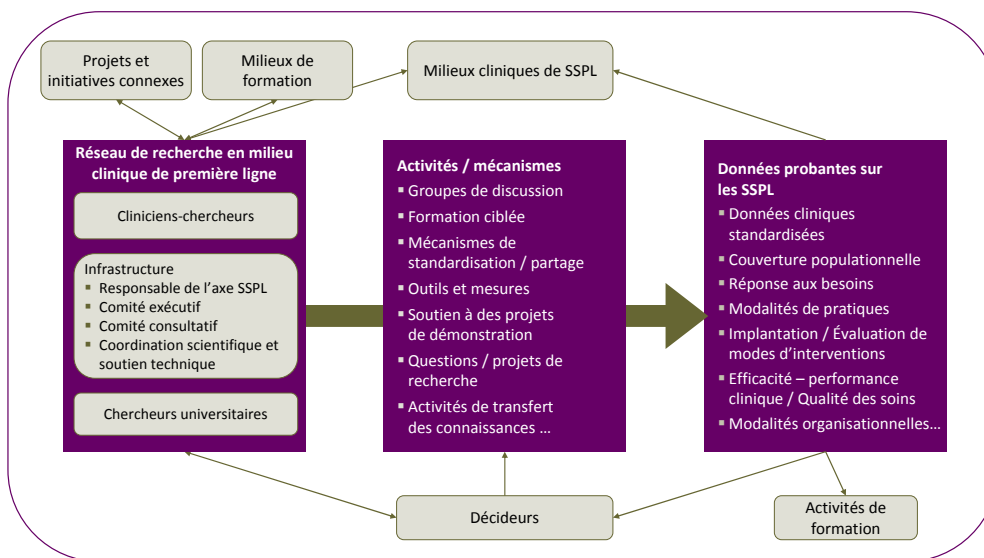 Projets et
initiatives connexes
Milieux de
formation
Milieux cliniques de SSPL
Réseau de recherche en milieu
clinique de première ligne
Cliniciens-chercheurs
Infrastructure
▪ Responsable de l’axe SSPL
▪ Comité exécutif
▪ Comité consultatif
▪ Coordination scientifique et
soutien technique
Chercheurs universitaires
Activités / mécanismes
▪ Groupes de discussion
▪ Formation ciblée
▪ Mécanismes de
standardisation / partage
▪ Outils et mesures
▪ Soutien à des projets
de démonstration
▪ Questions / projets de
recherche
▪ Activités de transfert
des connaissances …
Données probantes sur
les SSPL
▪ Données cliniques
standardisées
▪ Couverture populationnelle
▪ Réponse aux besoins
▪ Modalités de pratiques
▪ Implantation / Évaluation de
modes d’interventions
▪ Efficacité – performance
clinique / Qualité des soins
▪ Modalités organisationnelles…
Décideurs
Activités de
formation